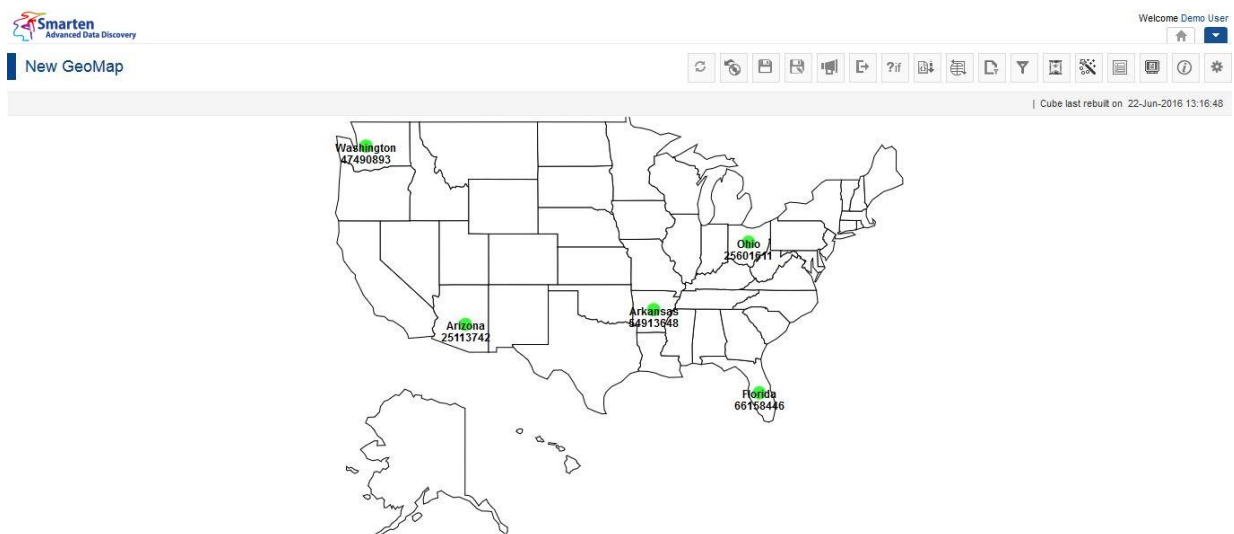 Smarten
Advanced Data Discovery
Welcome Demo User
New GeoMap
?if
| Cube last rebuilt on 22-Jun-2016 13:16:48
Washington
47490893
Ohio
25601611
Arkansas
54913648
Arizona
25113742
Florida
66158446